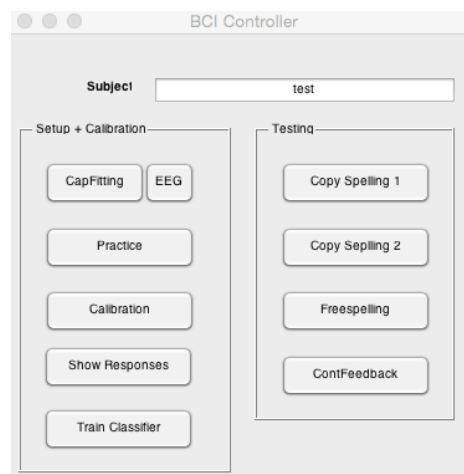 BCI Controller
Subject
test
Setup + Calibration
CapFitting EEG
Practice
Calibration
Show Responses
Train Classifier
Testing
Copy Spelling 1
Copy Seplling 2
Freespelling
ContFeedback